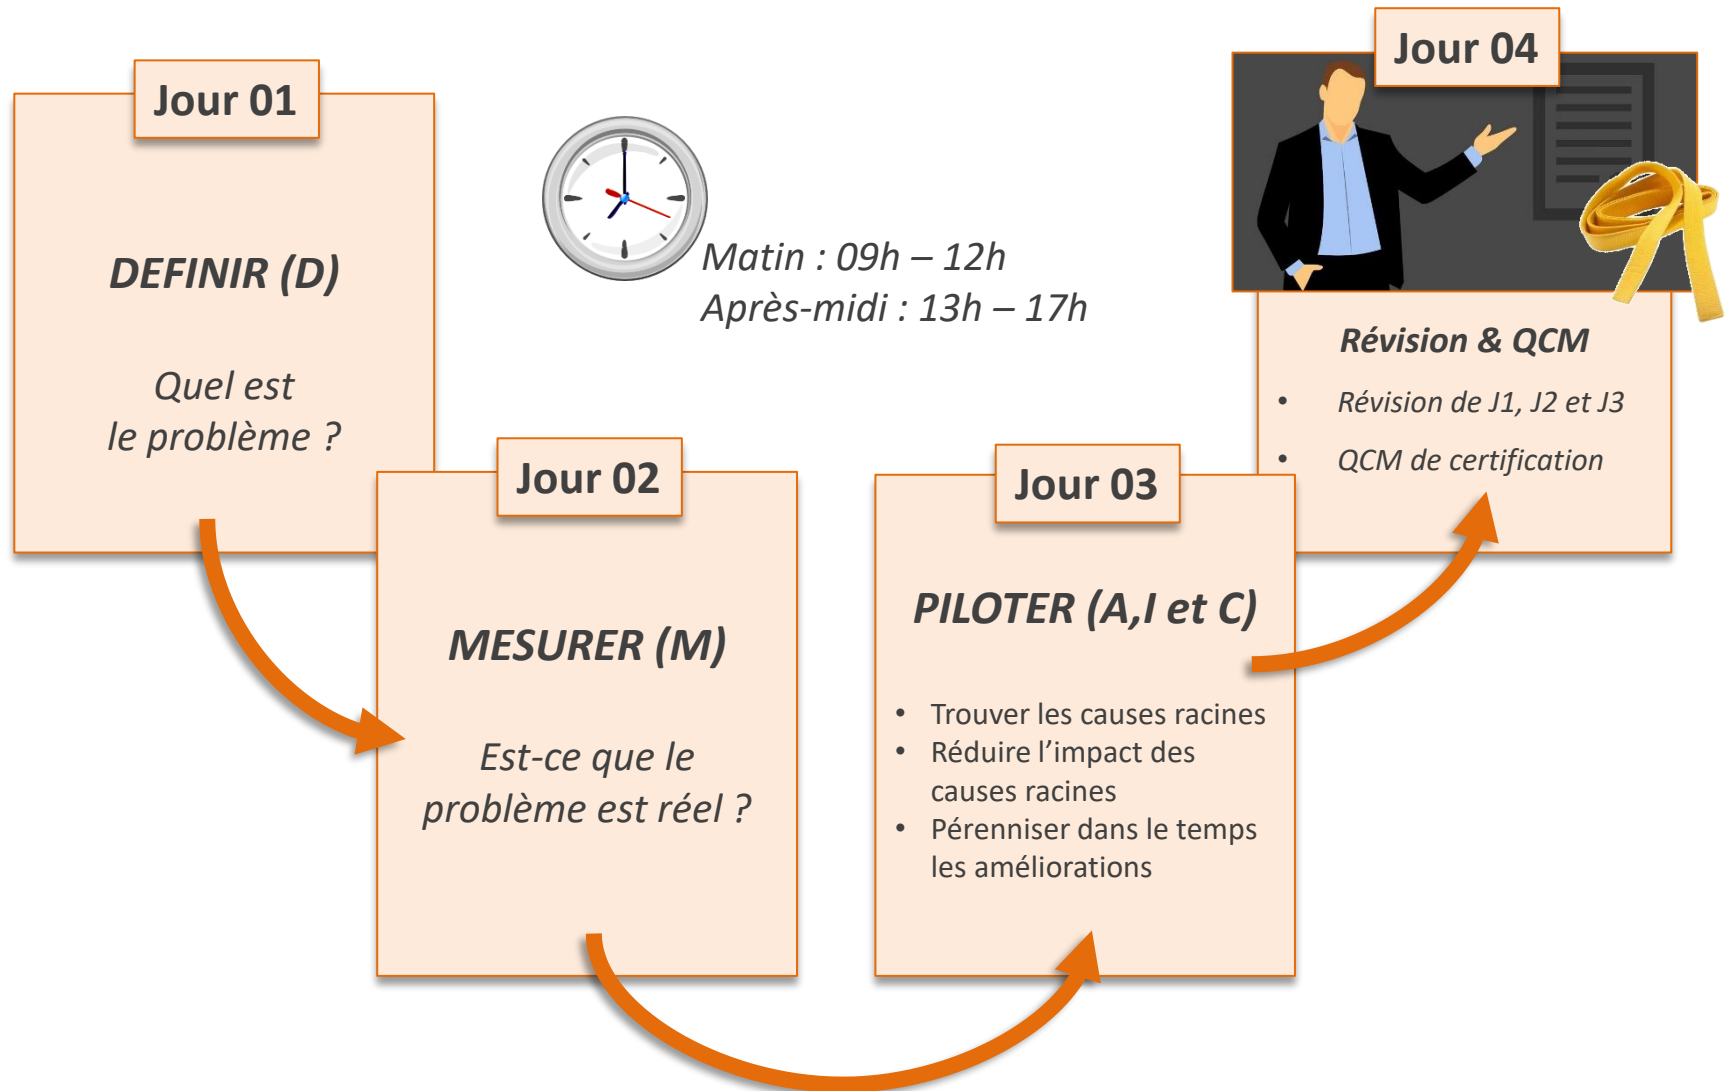 Jour 01
DEFINIR (D)
Quel est
le problème ?
Matin : 09h – 12h
Après-midi : 13h – 17h
Jour 02
MESURER (M)
Est-ce que le
problème est réel ?
Jour 03
PILOTER (A,I et C)
• Trouver les causes racines
• Réduire l’impact des
causes racines
• Pérenniser dans le temps
les améliorations
Jour 04
Révision & QCM
• Révision de J1, J2 et J3
• QCM de certification